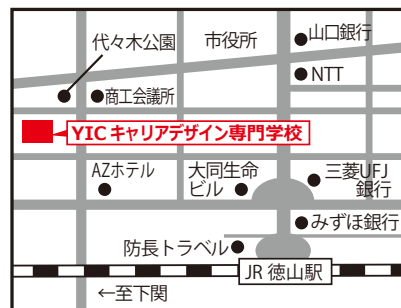 代々木公園
市役所
山口銀行
NTT
商工会議所
YICキャリアデザイン専門学校
AZホテル
大同生命
ビル
三菱UFJ
銀行
みずほ銀行
防長トラベル
JR 徳山駅
←至下関